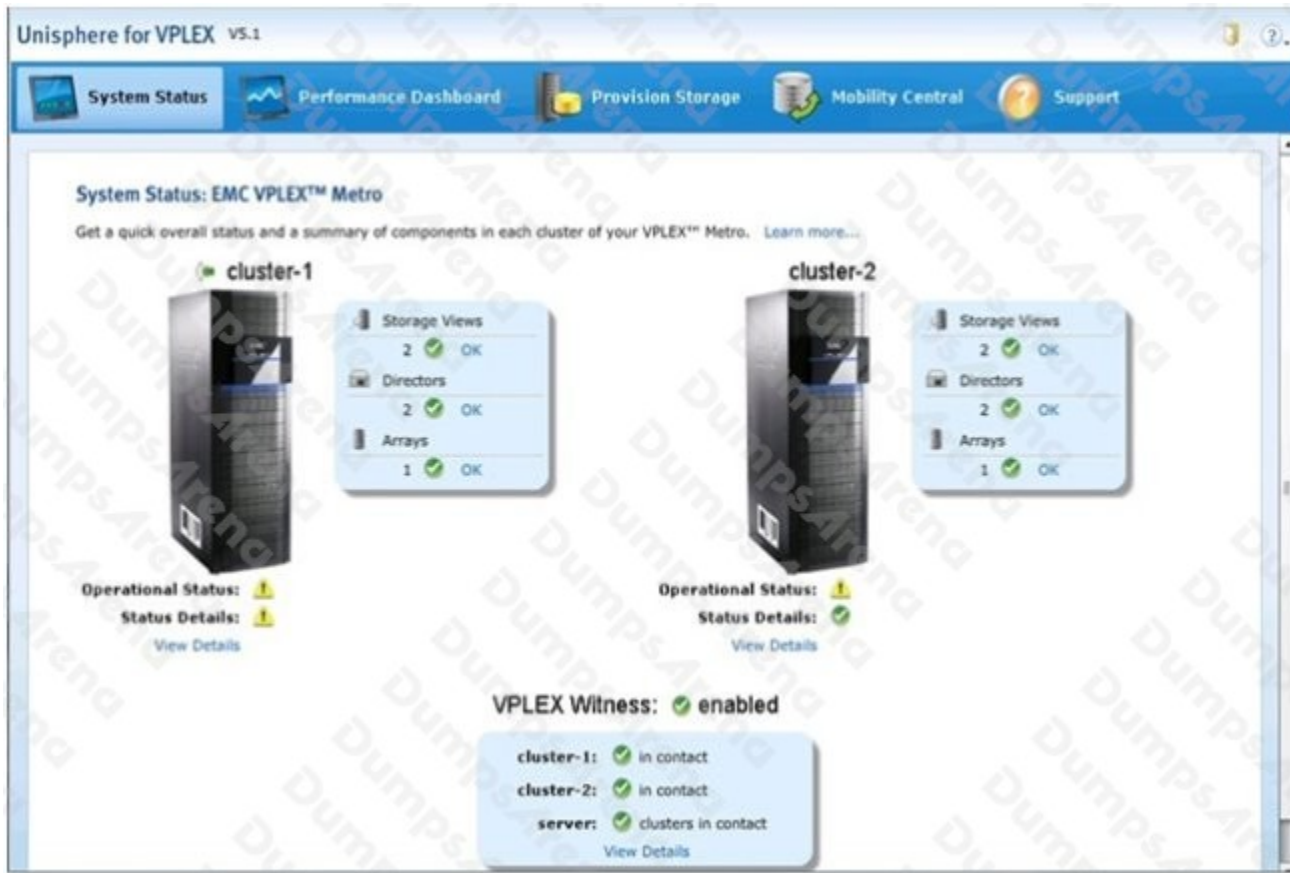 Unisphere for VPLEX V5.1
System Status
Performance Dashboard
Provision Storage
Mobility Central
Support
System Status: EMC VPLEX™ Metro
Get a quick overall status and a summary of components in each cluster of your VPLEX™ Metro. Learn more...
cluster-1
Storage Views
2 OK
Directors
2 OK
Arrays
1 OK
Operational Status:
Status Details:
View Details
cluster-2
Storage Views
2 OK
Directors
2 OK
Arrays
1 OK
Operational Status:
Status Details:
View Details
VPLEX Witness: enabled
cluster-1: in contact
cluster-2: in contact
server: clusters in contact
View Details
DumpsArena